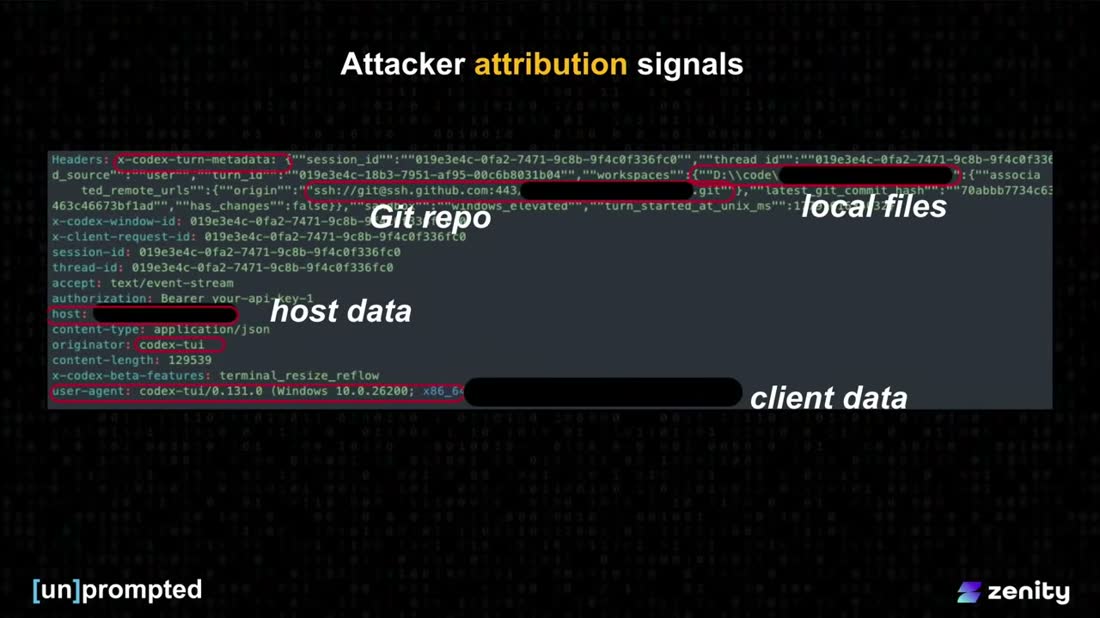 Attacker attribution signals
Headers: x-codex-turn-metadata: {""session_id"":""019e3e4c-0fa2-7471-9c8b-9f4c0f336fc0"",""thread_id"":""019e3e4c-0fa2-7471-9c8b-9f4c0f336
d_source"":""user"",""turn_id"":""019e3e4c-18b3-7951-af95-00c6b8031b04"",""workspaces"":{""D:\\code\ :{""associa
ted_remote_urls"":{""origin"":""ssh://git@ssh.github.com:443/ .git""},""latest_git_commit_hash"":""70abbb7734c63
463c46673bf1ad"",""has_changes"":false}},""sandbox"":""windows_elevated"",""turn_started_at_unix_ms"":
Git repo
local files
x-codex-window-id: 019e3e4c-0fa2-7471-9c8b-9f4c0f336fc0
x-client-request-id: 019e3e4c-0fa2-7471-9c8b-9f4c0f336fc0
session-id: 019e3e4c-0fa2-7471-9c8b-9f4c0f336fc0
thread-id: 019e3e4c-0fa2-7471-9c8b-9f4c0f336fc0
accept: text/event-stream
authorization: Bearer your-api-key-1
host:
host data
content-type: application/json
originator: codex-tui
content-length: 129539
x-codex-beta-features: terminal_resize_reflow
user-agent: codex-tui/0.131.0 (Windows 10.0.26200; x86_64
client data
[un]prompted
zenity